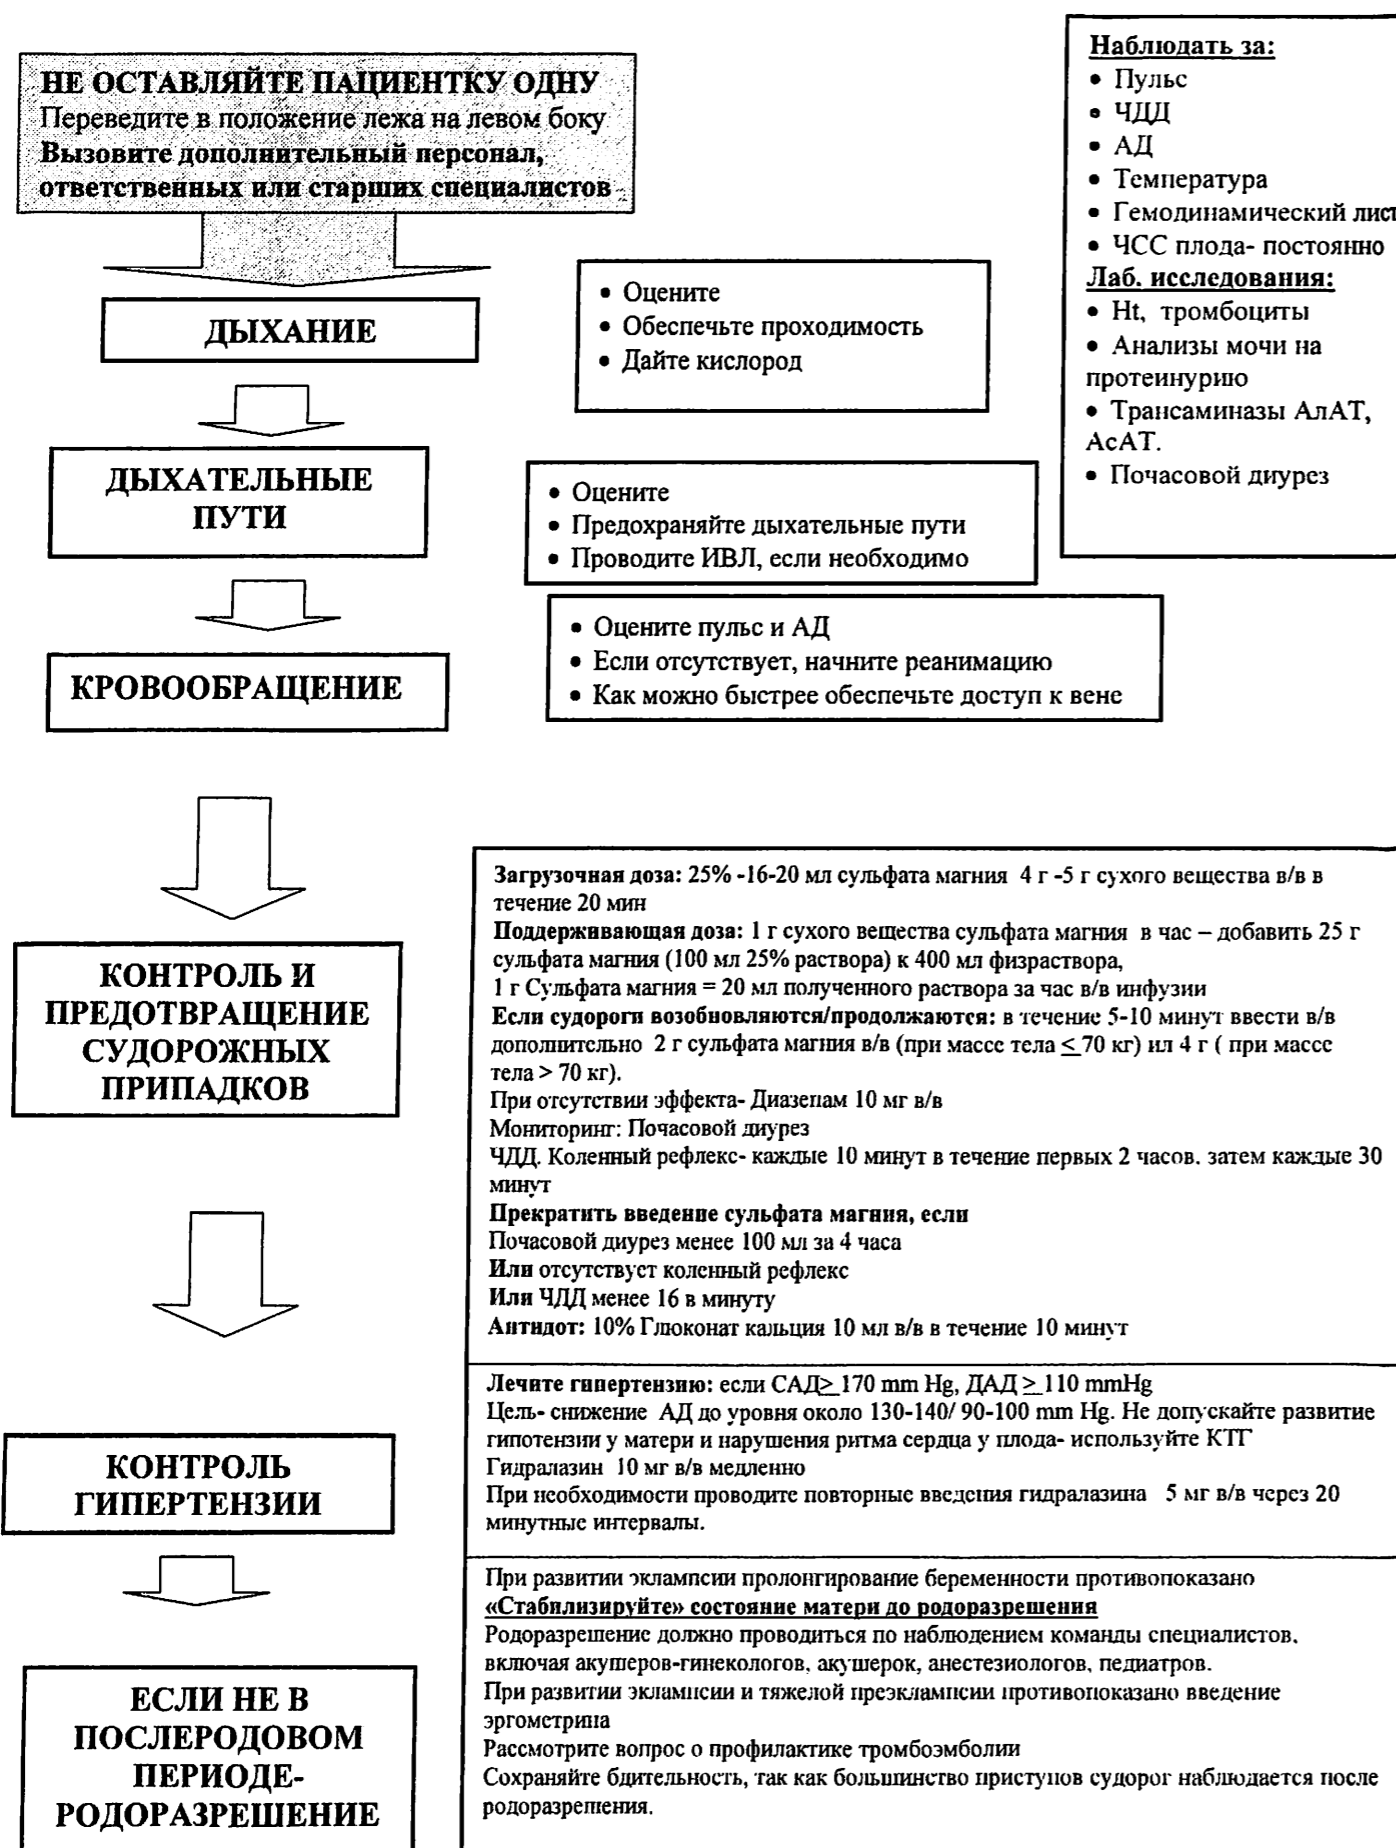 НЕ ОСТАВЛЯЙТЕ ПАЦИЕНТКУ ОДНУ
Переведите в положение лежа на левом боку
Вызовите дополнительный персонал,
ответственных или старших специалистов
Наблюдать за:
• Пульс
• ЧДД
• АД
• Температура
• Гемодинамический лист
• ЧСС плода- постоянно
Лаб. исследования:
• Ht, тромбоциты
• Анализы мочи на
протеинурию
• Трансаминазы АлАТ,
АсАТ.
• Почасовой диурез
ДЫХАНИЕ
• Оцените
• Обеспечьте проходимость
• Дайте кислород
ДЫХАТЕЛЬНЫЕ
ПУТИ
• Оцените
• Предохраняйте дыхательные пути
• Проводите ИВЛ, если необходимо
КРОВООБРАЩЕНИЕ
• Оцените пульс и АД
• Если отсутствует, начните реанимацию
• Как можно быстрее обеспечьте доступ к вене
КОНТРОЛЬ И
ПРЕДОТВРАЩЕНИЕ
СУДОРОЖНЫХ
ПРИПАДКОВ
Загрузочная доза: 25% -16-20 мл сульфата магния 4 г -5 г сухого вещества в/в в
течение 20 мин
Поддерживающая доза: 1 г сухого вещества сульфата магния в час – добавить 25 г
сульфата магния (100 мл 25% раствора) к 400 мл физраствора,
1 г Сульфата магния = 20 мл полученного раствора за час в/в инфузии
Если судороги возобновляются/продолжаются: в течение 5-10 минут ввести в/в
дополнительно 2 г сульфата магния в/в (при массе тела ≤ 70 кг) ил 4 г ( при массе
тела > 70 кг).
При отсутствии эффекта- Диазепам 10 мг в/в
Мониторинг: Почасовой диурез
ЧДД. Коленный рефлекс- каждые 10 минут в течение первых 2 часов. затем каждые 30
минут
Прекратить введение сульфата магния, если
Почасовой диурез менее 100 мл за 4 часа
Или отсутствует коленный рефлекс
Или ЧДД менее 16 в минуту
Антидот: 10% Глюконат кальция 10 мл в/в в течение 10 минут
КОНТРОЛЬ
ГИПЕРТЕНЗИИ
Лечите гипертензию: если САД≥ 170 mm Hg, ДАД ≥ 110 mmHg
Цель- снижение АД до уровня около 130-140/ 90-100 mm Hg. Не допускайте развитие
гипотензии у матери и нарушения ритма сердца у плода- используйте КТГ
Гидралазин 10 мг в/в медленно
При необходимости проводите повторные введения гидралазина 5 мг в/в через 20
минутные интервалы.
ЕСЛИ НЕ В
ПОСЛЕРОДОВОМ
ПЕРИОДЕ-
РОДОРАЗРЕШЕНИЕ
При развитии эклампсии пролонгирование беременности противопоказано
«Стабилизируйте» состояние матери до родоразрешения
Родоразрешение должно проводиться по наблюдением команды специалистов.
включая акушеров-гинекологов, акушерок, анестезиологов, педиатров.
При развитии эклампсии и тяжелой преэклампсии противопоказано введение
эргометрина
Рассмотрите вопрос о профилактике тромбоэмболии
Сохраняйте бдительность, так как большинство приступов судорог наблюдается после
родоразрешения.